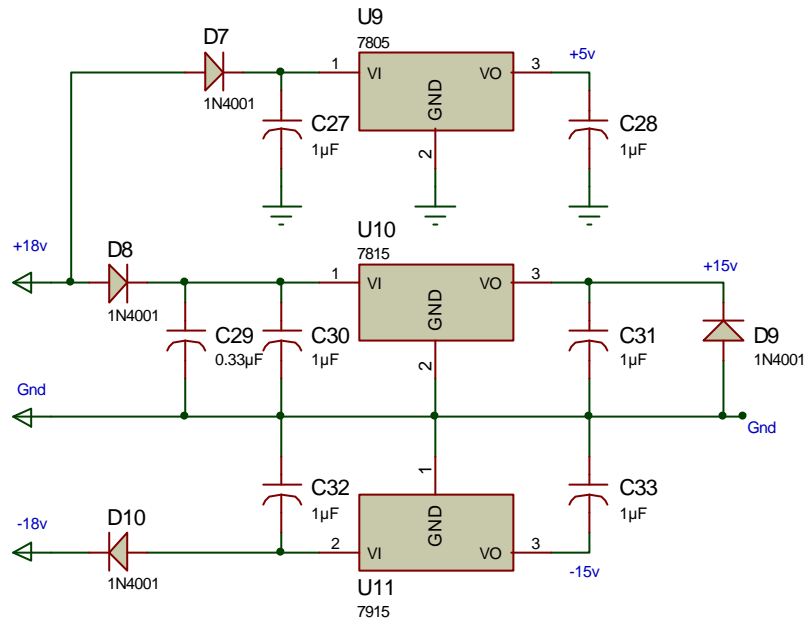 U9
7805
D7
1N4001
1
VI
VO
3
GND
2
+5v
C27
1µF
C28
1µF
U10
7815
+18v
D8
1N4001
1
VI
VO
3
GND
2
+15v
C29
0.33µF
C30
1µF
C31
1µF
D9
1N4001
Gnd
Gnd
C32
1µF
1
GND
C33
1µF
-18v
D10
1N4001
2
VI
VO
3
-15v
U11
7915